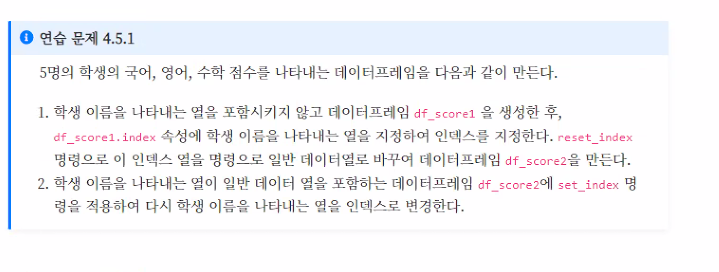 연습 문제 4.5.1
5명의 학생의 국어, 영어, 수학 점수를 나타내는 데이터프레임을 다음과 같이 만든다.
1. 학생 이름을 나타내는 열을 포함시키지 않고 데이터프레임 df_score1 을 생성한 후,
df_score1.index 속성에 학생 이름을 나타내는 열을 지정하여 인덱스를 지정한다. reset_index
명령으로 이 인덱스 열을 명령으로 일반 데이터열로 바꾸어 데이터프레임 df_score2을 만든다.
2. 학생 이름을 나타내는 열이 일반 데이터 열을 포함하는 데이터프레임 df_score2에 set_index 명
령을 적용하여 다시 학생 이름을 나타내는 열을 인덱스로 변경한다.